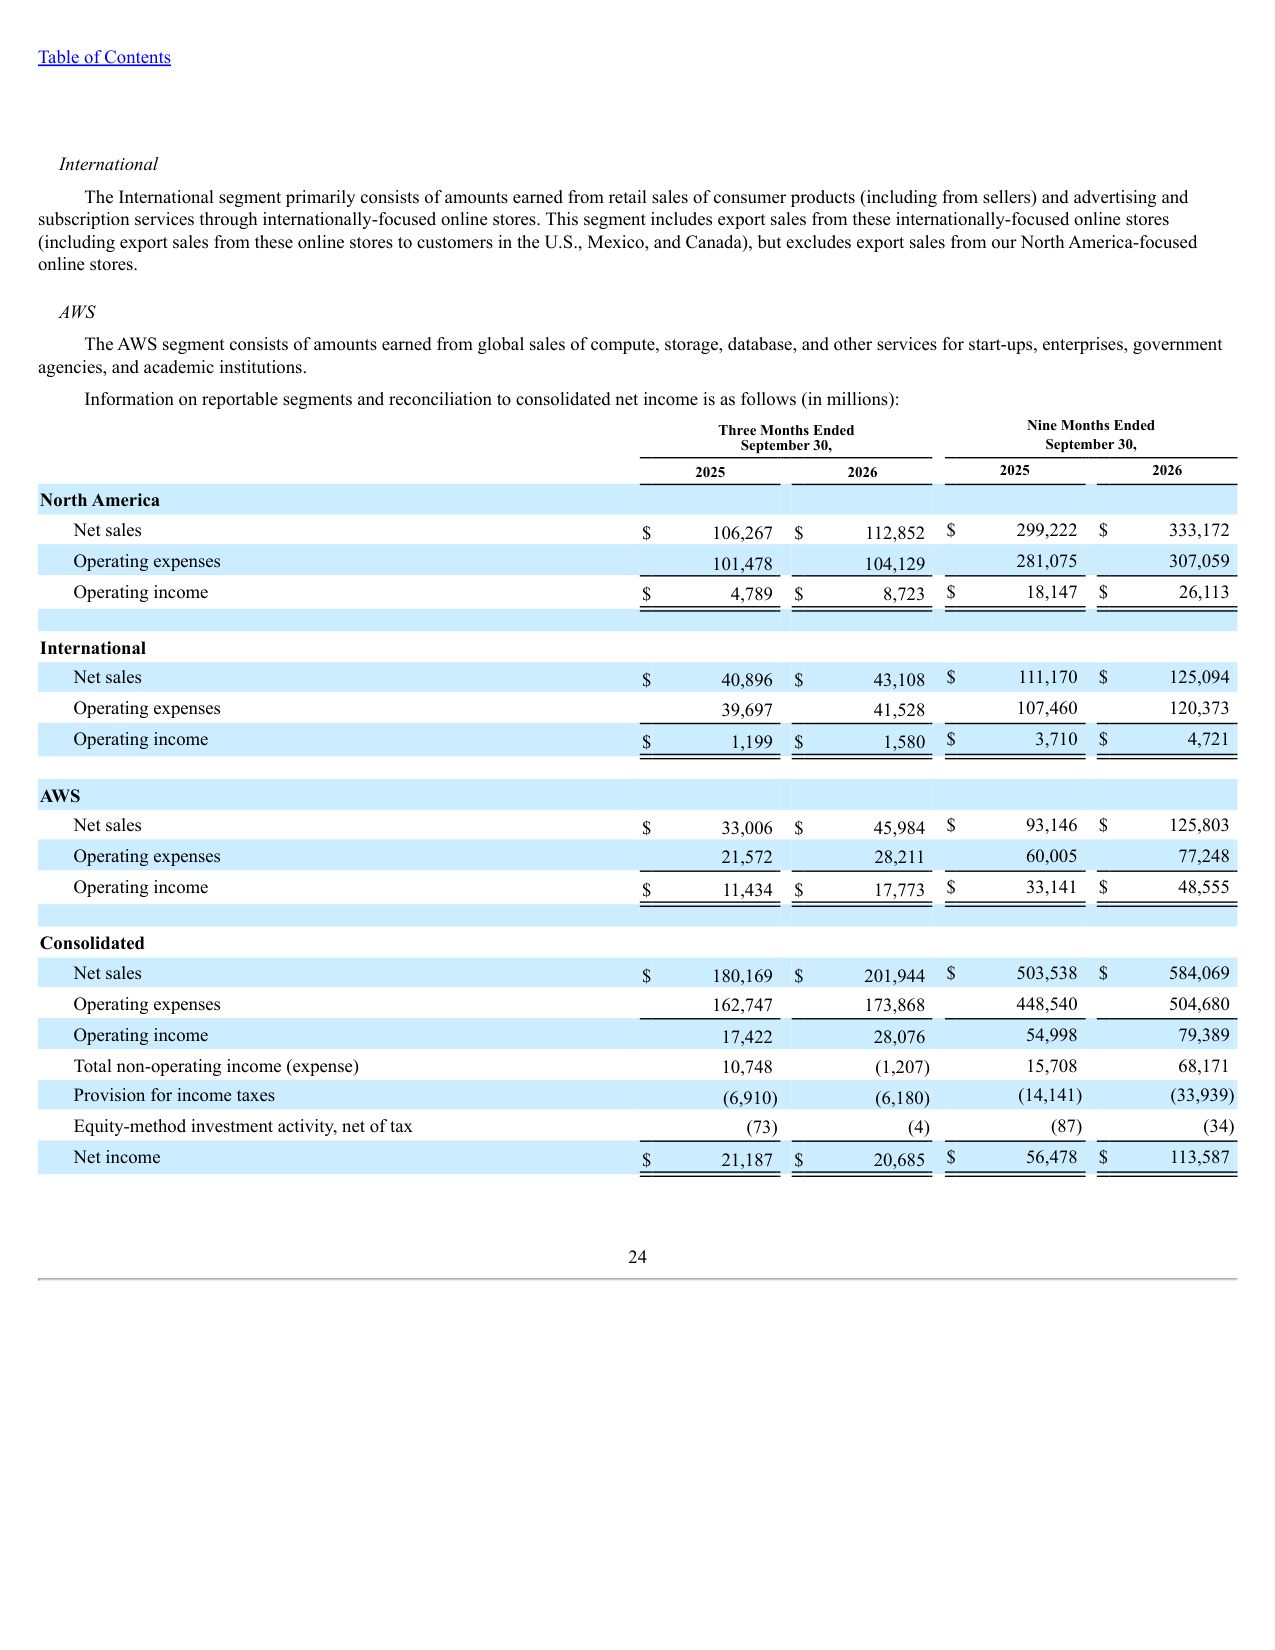 Table of Contents
International
The International segment primarily consists of amounts earned from retail sales of consumer products (including from sellers) and advertising and
subscription services through internationally-focused online stores. This segment includes export sales from these internationally-focused online stores
(including export sales from these online stores to customers in the U.S., Mexico, and Canada), but excludes export sales from our North America-focused
online stores.
AWS
The AWS segment consists of amounts earned from global sales of compute, storage, database, and other services for start-ups, enterprises, government
agencies, and academic institutions.
Information on reportable segments and reconciliation to consolidated net income is as follows (in millions):
Three Months Ended September 30, Nine Months Ended September 30,
2025 2026 2025 2026
North America
Net sales $ 106,267 $ 112,852 $ 299,222 $ 333,172
Operating expenses 101,478 104,129 281,075 307,059
Operating income $ 4,789 $ 8,723 $ 18,147 $ 26,113
International
Net sales $ 40,896 $ 43,108 $ 111,170 $ 125,094
Operating expenses 39,697 41,528 107,460 120,373
Operating income $ 1,199 $ 1,580 $ 3,710 $ 4,721
AWS
Net sales $ 33,006 $ 45,984 $ 93,146 $ 125,803
Operating expenses 21,572 28,211 60,005 77,248
Operating income $ 11,434 $ 17,773 $ 33,141 $ 48,555
Consolidated
Net sales $ 180,169 $ 201,944 $ 503,538 $ 584,069
Operating expenses 162,747 173,868 448,540 504,680
Operating income 17,422 28,076 54,998 79,389
Total non-operating income (expense) 10,748 (1,207) 15,708 68,171
Provision for income taxes (6,910) (6,180) (14,141) (33,939)
Equity-method investment activity, net of tax (73) (4) (87) (34)
Net income $ 21,187 $ 20,685 $ 56,478 $ 113,587
24